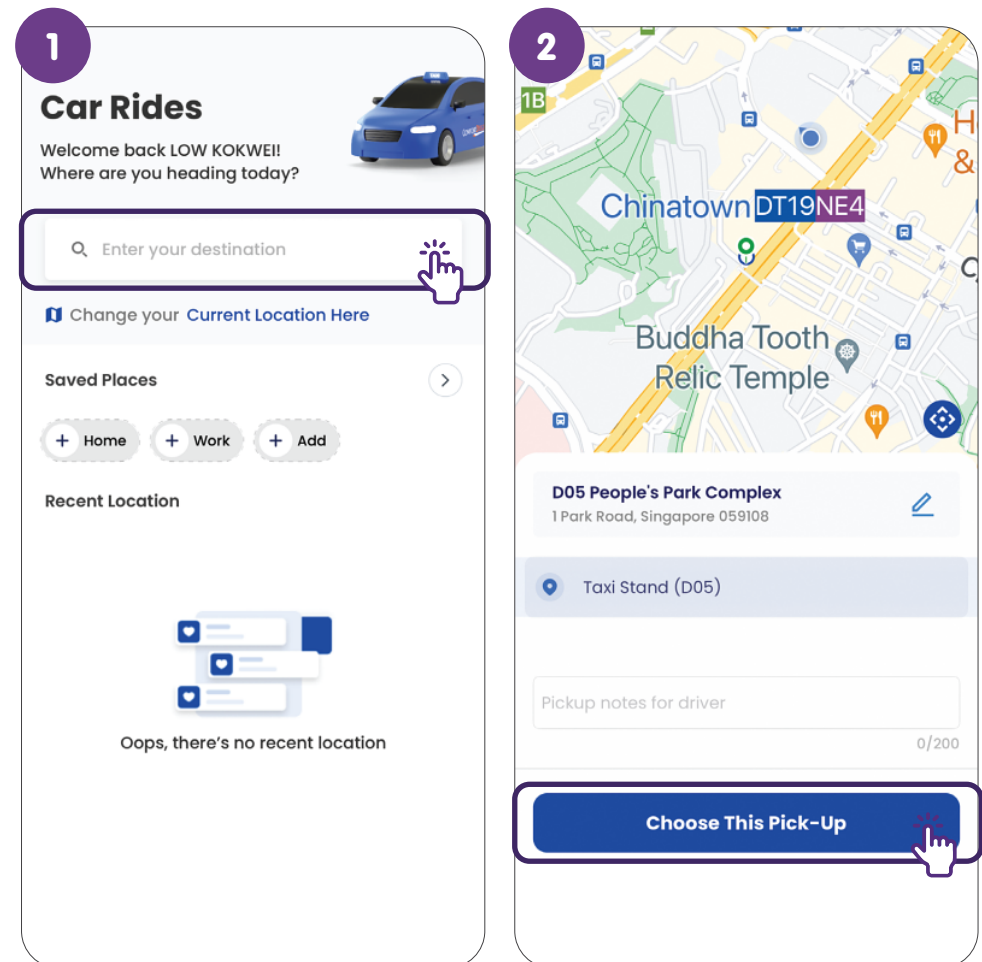 1
Car Rides
Welcome back LOW KOKWEI!
Where are you heading today?
Enter your destination
Change your Current Location Here
Saved Places
+ Home + Work + Add
Recent Location
Oops, there's no recent location
2
1B
H
&
Chinatown DT19 NE4
Buddha Tooth
Relic Temple
D05 People's Park Complex
1 Park Road, Singapore 059108
Taxi Stand (D05)
Pickup notes for driver
0/200
Choose This Pick-Up